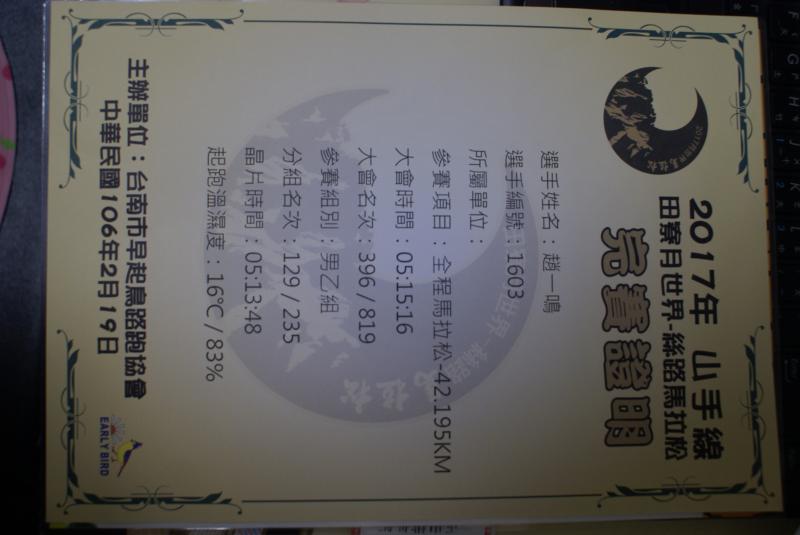 2017年 山手線
田寮月世界-絲路馬拉松
完賽證明
選手姓名：趙一鳴
選手編號：1603
所屬單位：
參賽項目：全程馬拉松-42.195KM
大會時間：05:15:16
大會名次：396 / 819
參賽組別：男乙組
分組名次：129 / 235
晶片時間：05:13:48
起跑溫濕度：16℃ / 83%
主辦單位：台南市早起鳥路跑協會
中華民國106年2月19日
EARLY BIRD